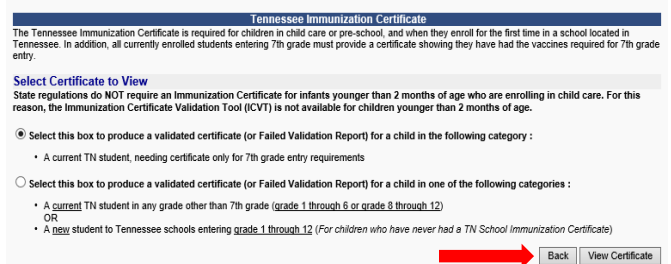 Tennessee Immunization Certificate
The Tennessee Immunization Certificate is required for children in child care or pre-school, and when they enroll for the first time in a school located in
Tennessee. In addition, all currently enrolled students entering 7th grade must provide a certificate showing they have had the vaccines required for 7th grade
entry.
Select Certificate to View
State regulations do NOT require an Immunization Certificate for infants younger than 2 months of age who are enrolling in child care. For this
reason, the Immunization Certificate Validation Tool (ICVT) is not available for children younger than 2 months of age.
Select this box to produce a validated certificate (or Failed Validation Report) for a child in the following category :
• A current TN student, needing certificate only for 7th grade entry requirements
Select this box to produce a validated certificate (or Failed Validation Report) for a child in one of the following categories :
• A current TN student in any grade other than 7th grade (grade 1 through 6 or grade 8 through 12)
OR
• A new student to Tennessee schools entering grade 1 through 12 (For children who have never had a TN School Immunization Certificate)
Back View Certificate